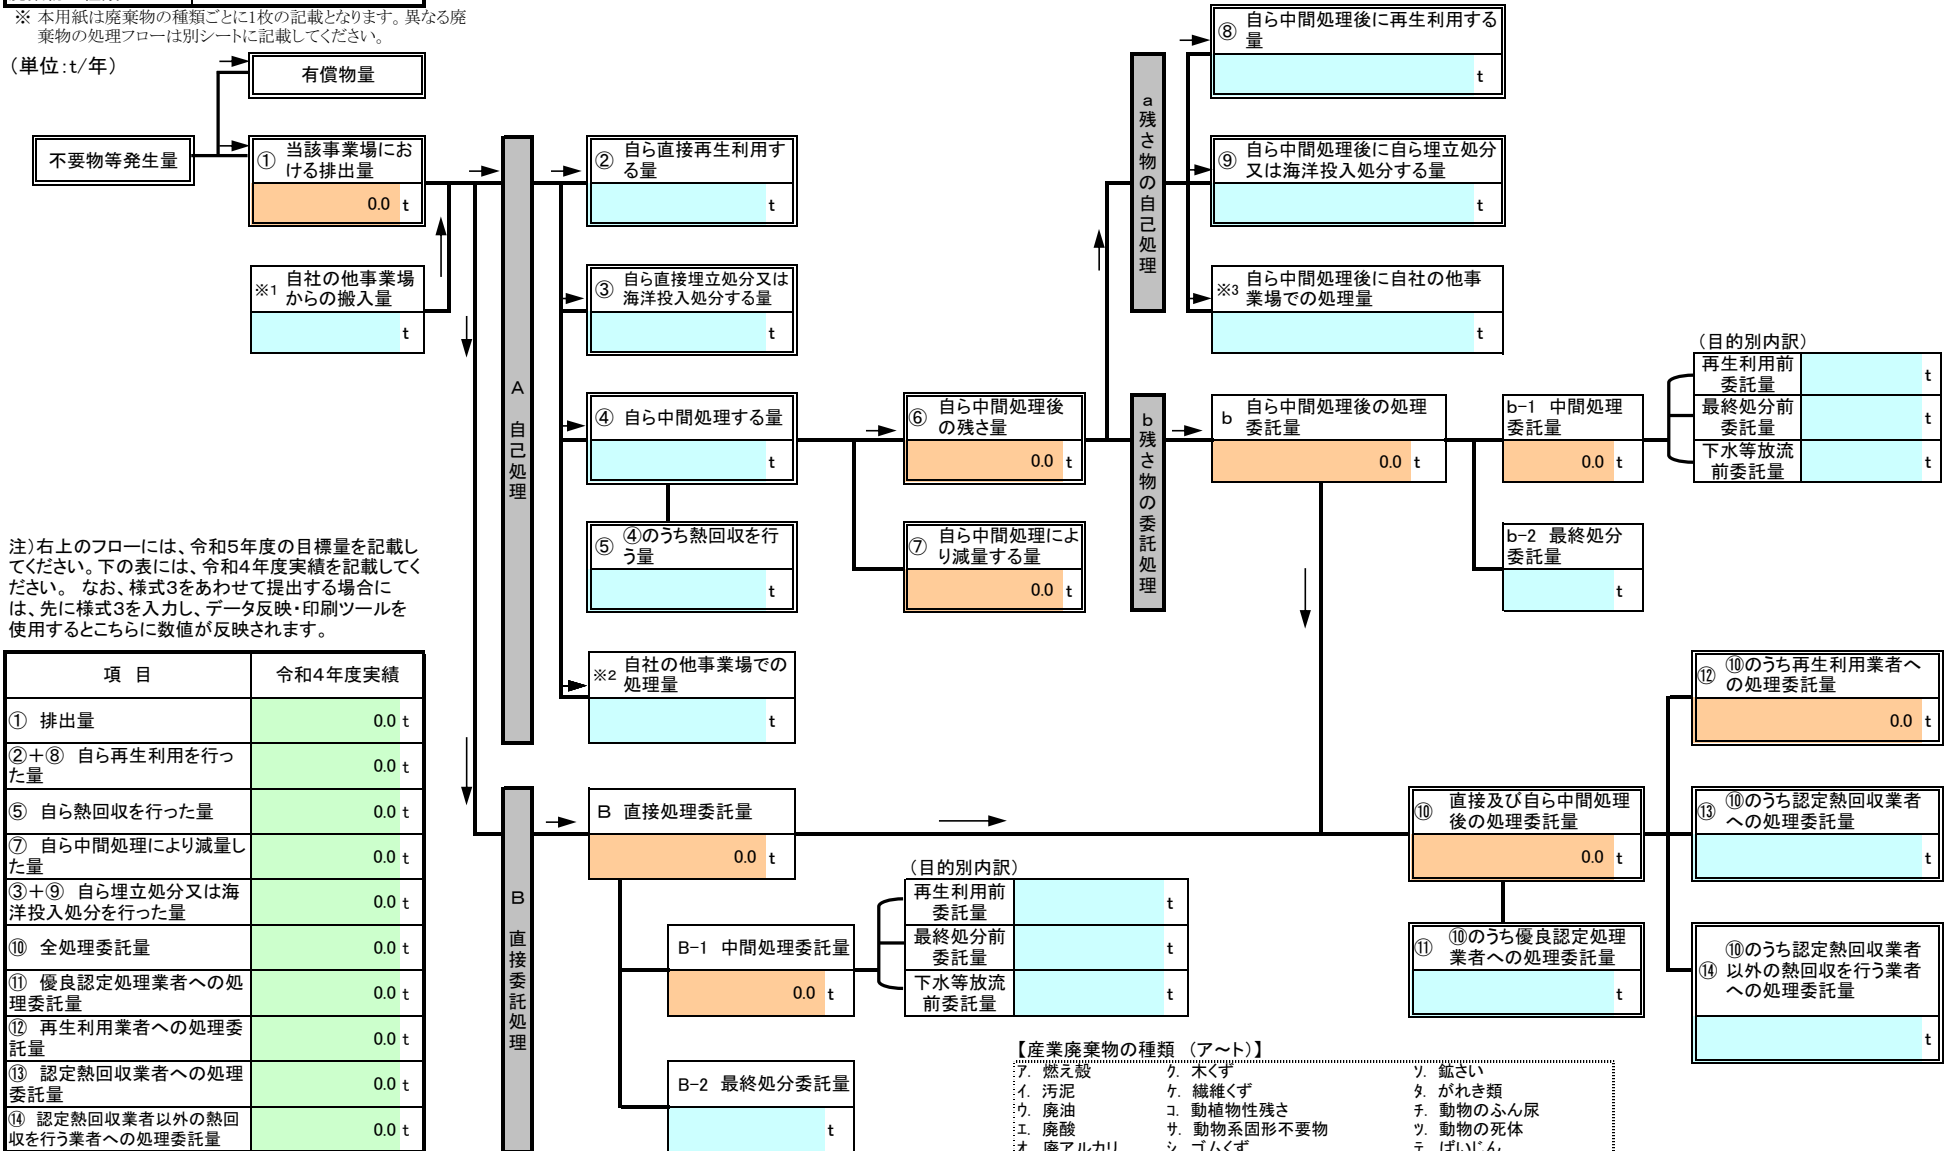 ※ 本用紙は廃棄物の種類ごとに1枚の記載となります。異なる廃
棄物の処理フローは別シートに記載してください。
（単位：t/年）
有償物量
不要物等発生量
① 当該事業場にお
ける排出量
0.0 t
※1 自社の他事業場
からの搬入量
t
A 自己処理
② 自ら直接再生利用す
る量
t
③ 自ら直接埋立処分又は
海洋投入処分する量
t
④ 自ら中間処理する量
t
⑤ ④のうち熱回収を行
う量
t
※2 自社の他事業場での
処理量
t
⑥ 自ら中間処理後
の残さ量
0.0 t
⑦ 自ら中間処理によ
り減量する量
0.0 t
a残さ物の自己処理
⑧ 自ら中間処理後に再生利用する
量
t
⑨ 自ら中間処理後に自ら埋立処分
又は海洋投入処分する量
t
※3 自ら中間処理後に自社の他事
業場での処理量
t
b残さ物の委託処理
b 自ら中間処理後の処理
委託量
0.0 t
b-1 中間処理
委託量
0.0 t
（目的別内訳）
再生利用前
委託量
t
最終処分前
委託量
t
下水等放流
前委託量
t
b-2 最終処分
委託量
t
注）右上のフローには、令和5年度の目標量を記載し
てください。下の表には、令和4年度実績を記載してく
ださい。 なお、様式3をあわせて提出する場合に
は、先に様式3を入力し、データ反映・印刷ツールを
使用するとこちらに数値が反映されます。
項 目 令和4年度実績
① 排出量 0.0 t
②＋⑧ 自ら再生利用を行っ
た量 0.0 t
⑤ 自ら熱回収を行った量 0.0 t
⑦ 自ら中間処理により減量し
た量 0.0 t
③＋⑨ 自ら埋立処分又は海
洋投入処分を行った量 0.0 t
⑩ 全処理委託量 0.0 t
⑪ 優良認定処理業者への処
理委託量 0.0 t
⑫ 再生利用業者への処理委
託量 0.0 t
⑬ 認定熱回収業者への処理
委託量 0.0 t
⑭ 認定熱回収業者以外の熱回
収を行う業者への処理委託量 0.0 t
B 直接委託処理
B 直接処理委託量
0.0 t
B-1 中間処理委託量
0.0 t
（目的別内訳）
再生利用前
委託量
t
最終処分前
委託量
t
下水等放流
前委託量
t
B-2 最終処分委託量
t
⑩ 直接及び自ら中間処理
後の処理委託量
0.0 t
⑪ ⑩のうち優良認定処理
業者への処理委託量
t
⑫ ⑩のうち再生利用業者へ
の処理委託量
0.0 t
⑬ ⑩のうち認定熱回収業者
への処理委託量
t
⑭ ⑩のうち認定熱回収業者
以外の熱回収を行う業者
への処理委託量
t
【産業廃棄物の種類 （ア～ト）】
ｱ. 燃え殻 ｸ. 木くず ｿ. 鉱さい
ｲ. 汚泥 ｹ. 繊維くず ﾀ. がれき類
ｳ. 廃油 ｺ. 動植物性残さ ﾁ. 動物のふん尿
ｴ. 廃酸 ｻ. 動物系固形不要物 ﾂ. 動物の死体
ｵ. 廃アルカリ ｼ. ゴムくず ﾃ. ばいじん